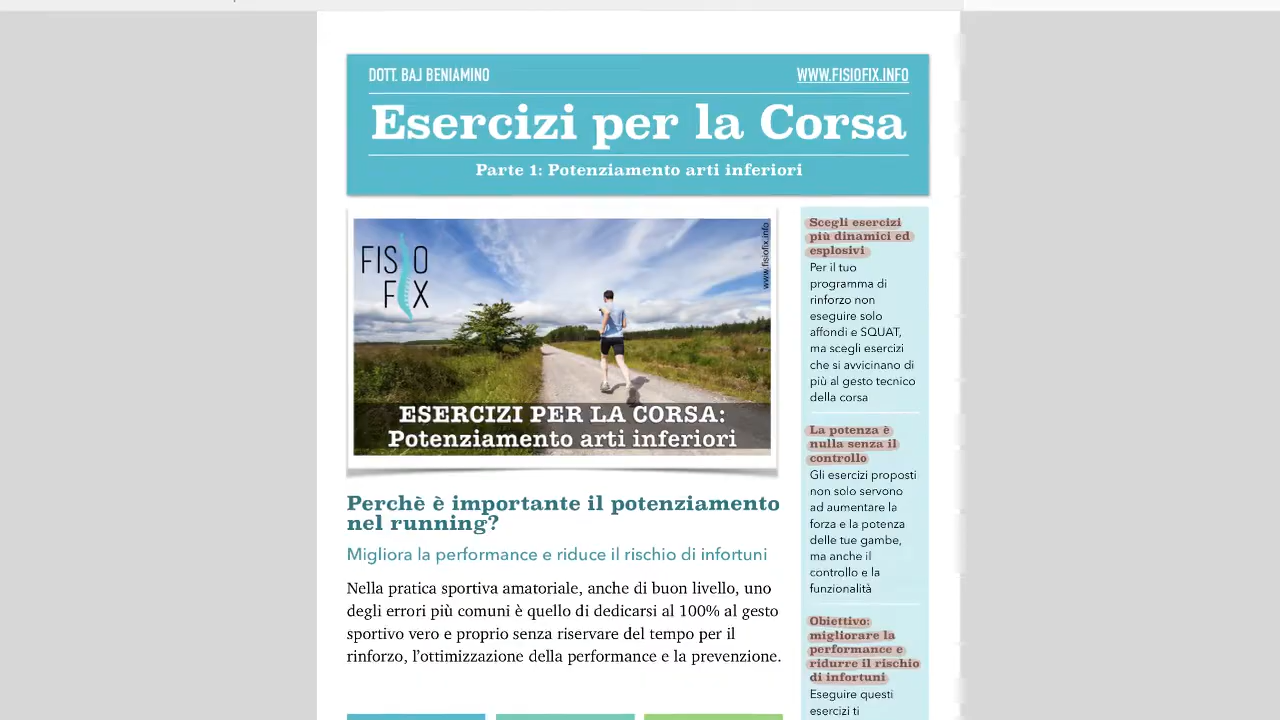 DOTT. BAJ BENIAMINO
WWW.FISIOFIX.INFO
Esercizi per la Corsa
Parte 1: Potenziamento arti inferiori
FISIO
FIX
www.fisiofix.info
ESERCIZI PER LA CORSA:
Potenziamento arti inferiori
Perchè è importante il potenziamento
nel running?
Migliora la performance e riduce il rischio di infortuni
Nella pratica sportiva amatoriale, anche di buon livello, uno
degli errori più comuni è quello di dedicarsi al 100% al gesto
sportivo vero e proprio senza riservare del tempo per il
rinforzo, l'ottimizzazione della performance e la prevenzione.
Scegli esercizi
più dinamici ed
esplosivi
Per il tuo
programma di
rinforzo non
eseguire solo
affondi e SQUAT,
ma scegli esercizi
che si avvicinano di
più al gesto tecnico
della corsa
La potenza è
nulla senza il
controllo
Gli esercizi proposti
non solo servono
ad aumentare la
forza e la potenza
delle tue gambe,
ma anche il
controllo e la
funzionalità
Obiettivo:
migliorare la
performance e
ridurre il rischio
di infortuni
Eseguire questi
esercizi ti